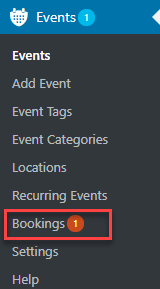 Events 1
Events
Add Event
Event Tags
Event Categories
Locations
Recurring Events
Bookings 1
Settings
Help